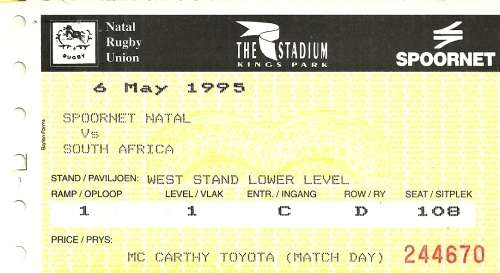 Natal
Rugby
Union
RUGBY
THE STADIUM
KINGS PARK
SPOORNET
6 May 1995
SPOORNET NATAL
Vs
SOUTH AFRICA
STAND / PAVILJOEN: WEST STAND LOWER LEVEL
RAMP / OPLOOP LEVEL / VLAK ENTR. / INGANG ROW / RY SEAT / SITPLEK
1 1 C D 108
PRICE / PRYS:
MC CARTHY TOYOTA (MATCH DAY) 244670